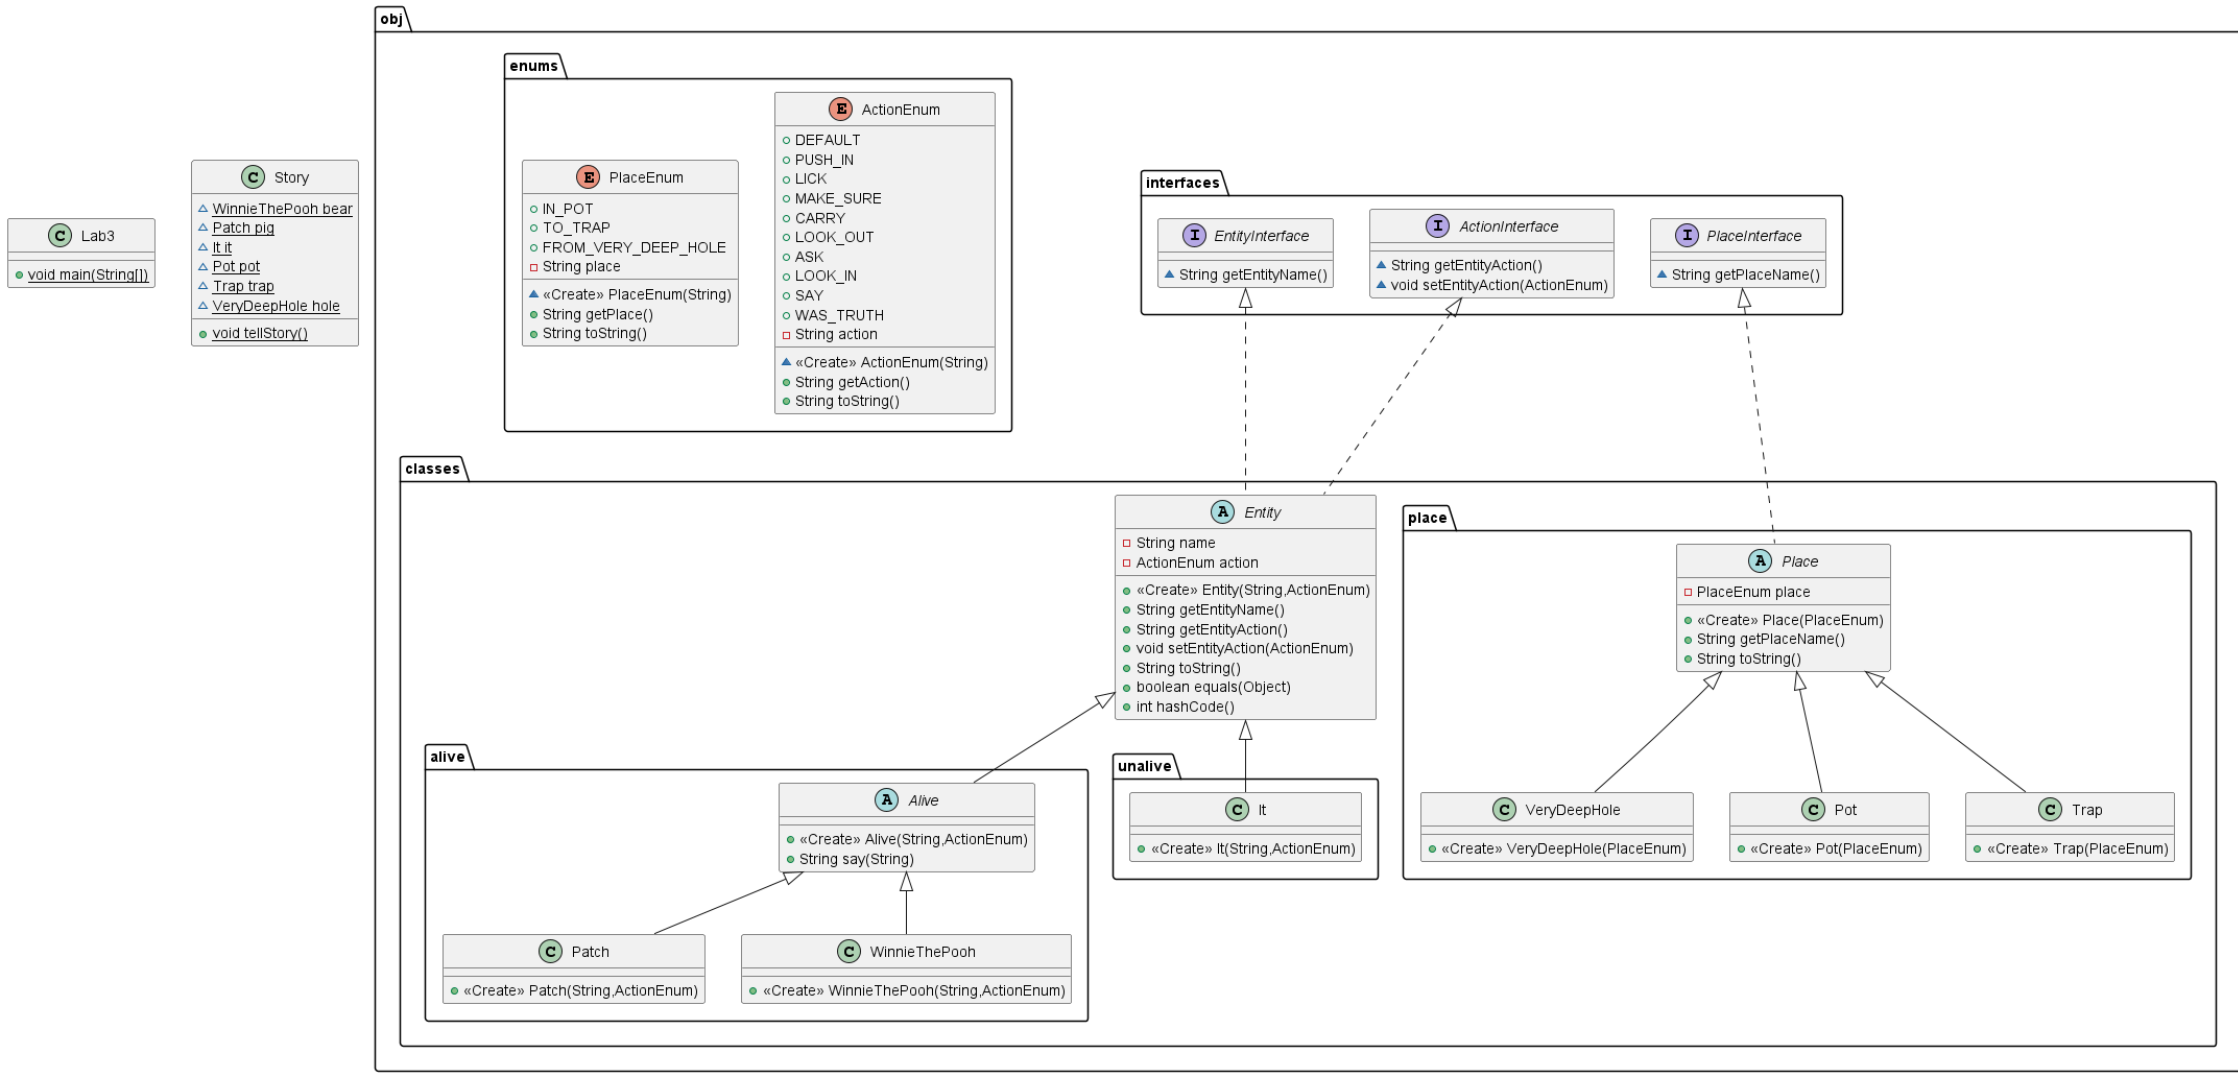 obj
enums
E ActionEnum
DEFAULT
PUSH_IN
LICK
MAKE_SURE
CARRY
LOOK_OUT
ASK
LOOK_IN
SAY
WAS_TRUTH
String action
«Create» ActionEnum(String)
String getAction()
String toString()
E PlaceEnum
IN_POT
TO_TRAP
FROM_VERY_DEEP_HOLE
String place
«Create» PlaceEnum(String)
String getPlace()
String toString()
C Story
WinnieThePooh bear
Patch pig
It it
Pot pot
Trap trap
VeryDeepHole hole
void tellStory()
C Lab3
void main(String[])
interfaces
I EntityInterface
String getEntityName()
I ActionInterface
String getEntityAction()
void setEntityAction(ActionEnum)
I PlaceInterface
String getPlaceName()
classes
A Entity
String name
ActionEnum action
«Create» Entity(String,ActionEnum)
String getEntityName()
String getEntityAction()
void setEntityAction(ActionEnum)
String toString()
boolean equals(Object)
int hashCode()
place
A Place
PlaceEnum place
«Create» Place(PlaceEnum)
String getPlaceName()
String toString()
alive
A Alive
«Create» Alive(String,ActionEnum)
String say(String)
unalive
C It
«Create» It(String,ActionEnum)
C VeryDeepHole
«Create» VeryDeepHole(PlaceEnum)
C Pot
«Create» Pot(PlaceEnum)
C Trap
«Create» Trap(PlaceEnum)
C Patch
«Create» Patch(String,ActionEnum)
C WinnieThePooh
«Create» WinnieThePooh(String,ActionEnum)